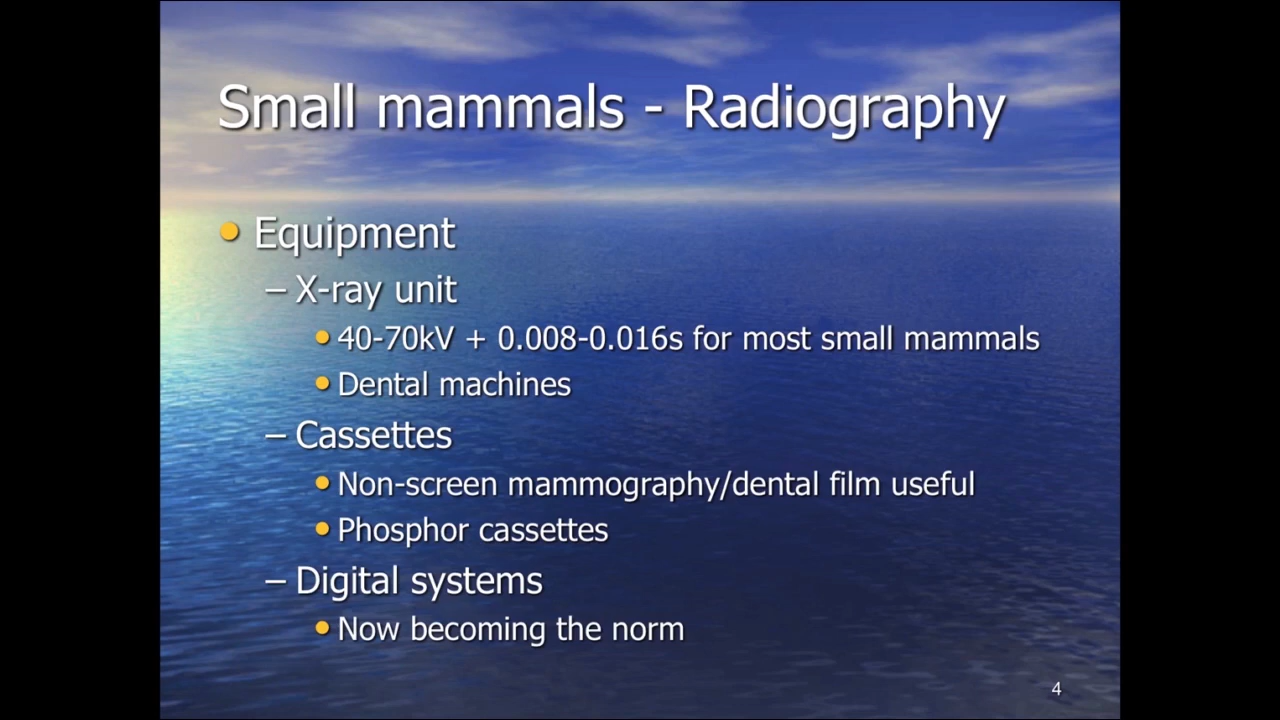 Small mammals - Radiography
• Equipment
– X-ray unit
• 40-70kV + 0.008-0.016s for most small mammals
• Dental machines
– Cassettes
• Non-screen mammography/dental film useful
• Phosphor cassettes
– Digital systems
• Now becoming the norm
4